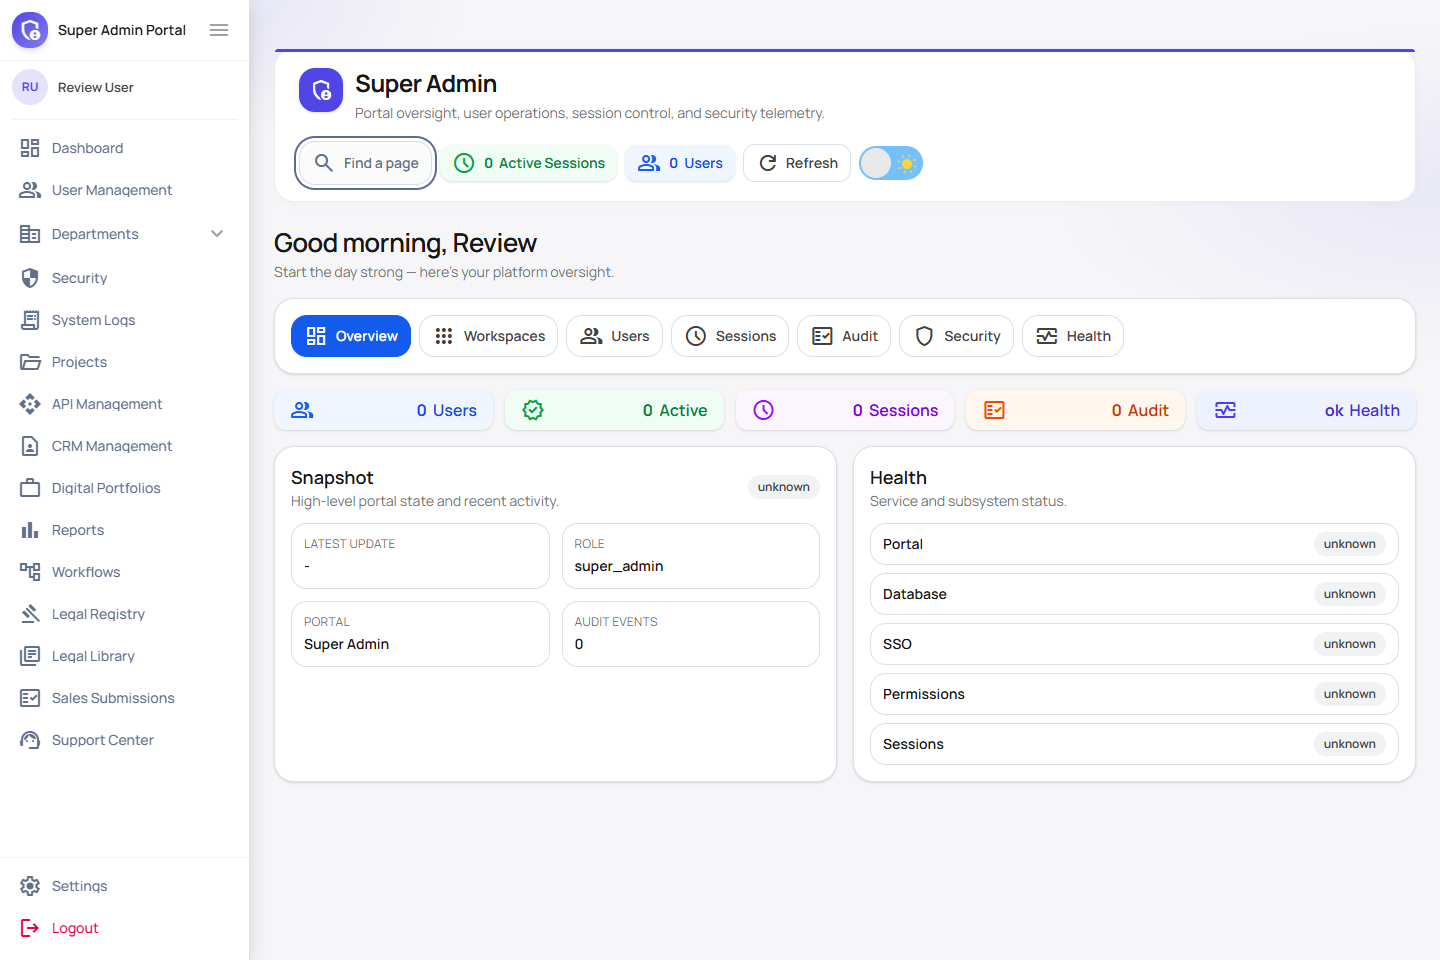 Super Admin Portal
RU Review User
Dashboard
User Management
Departments
Security
System Logs
Projects
API Management
CRM Management
Digital Portfolios
Reports
Workflows
Legal Registry
Legal Library
Sales Submissions
Support Center
Settings
Logout
Super Admin
Portal oversight, user operations, session control, and security telemetry.
Find a page 0 Active Sessions 0 Users Refresh
Good morning, Review
Start the day strong — here's your platform oversight.
Overview Workspaces Users Sessions Audit Security Health
0 Users 0 Active 0 Sessions 0 Audit ok Health
Snapshot
High-level portal state and recent activity.
unknown
LATEST UPDATE
-
ROLE
super_admin
PORTAL
Super Admin
AUDIT EVENTS
0
Health
Service and subsystem status.
Portal unknown
Database unknown
SSO unknown
Permissions unknown
Sessions unknown